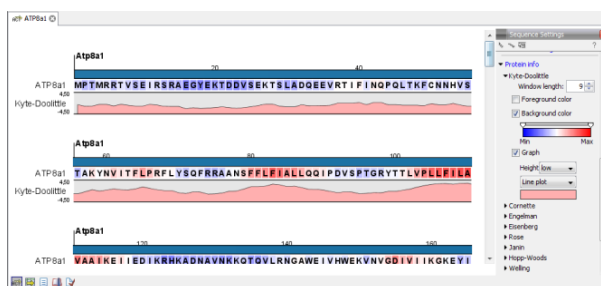 ATP8a1
Sequence Settings
?
Atp8a1
20
40
ATP8a1 MPTMRRTVSEIRSRAEGYEKTDDVSEKTSLADQEEVRTIFINQPQLTKFCNNHVS
4,50
Kyte-Doolittle
-4,50
Atp8a1
60
80
100
ATP8a1 TAKYNVITFLPRFLYSQFRRAANSFFLFIALLQQIPDVSPTGRYTTLVPLLFILA
4,50
Kyte-Doolittle
-4,50
Atp8a1
120
140
160
ATP8a1 VAAIKEIIEDIKRHKADNAVNKKQTQVLRNGAWEIVHWEKVNVGDIVIIKGKEYI
Protein info
Kyte-Doolittle
Window length: 9
Foreground color
Background color
Min Max
Graph
Height low
Line plot
Cornette
Engelman
Eisenberg
Rose
Janin
Hopp-Woods
Welling